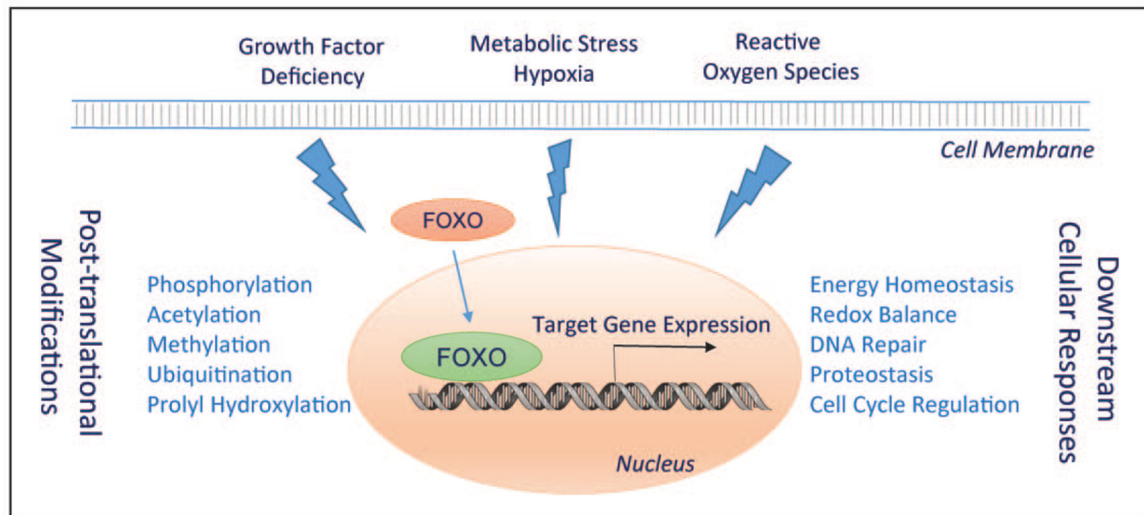 Growth Factor
Deficiency
Metabolic Stress
Hypoxia
Reactive
Oxygen Species
Cell Membrane
Post-translational
Modifications
Phosphorylation
Acetylation
Methylation
Ubiquitination
Prolyl Hydroxylation
FOXO
FOXO
Target Gene Expression
Nucleus
Energy Homeostasis
Redox Balance
DNA Repair
Proteostasis
Cell Cycle Regulation
Downstream
Cellular Responses